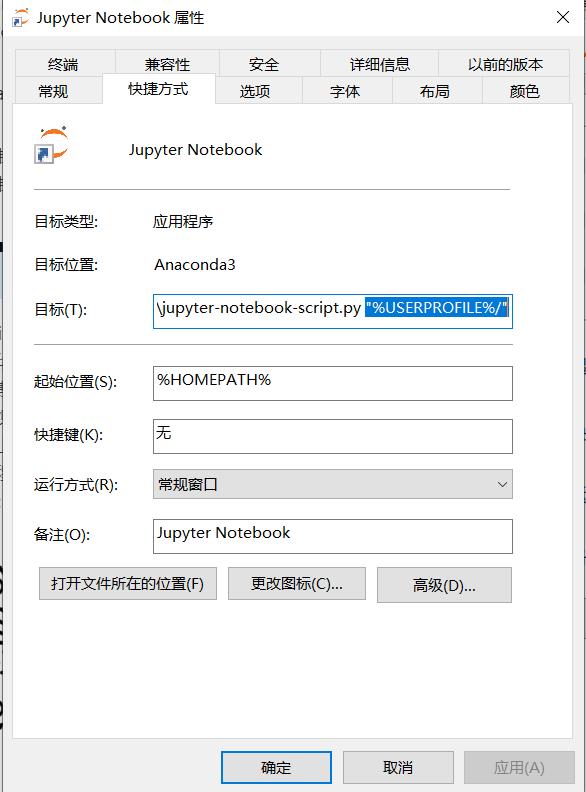 Jupyter Notebook 属性
终端 兼容性 安全 详细信息 以前的版本
常规 快捷方式 选项 字体 布局 颜色
Jupyter Notebook
目标类型: 应用程序
目标位置: Anaconda3
目标(T): \jupyter-notebook-script.py "%USERPROFILE%/"
起始位置(S): %HOMEPATH%
快捷键(K): 无
运行方式(R): 常规窗口
备注(O): Jupyter Notebook
打开文件所在的位置(F) 更改图标(C)... 高级(D)...
确定 取消 应用(A)